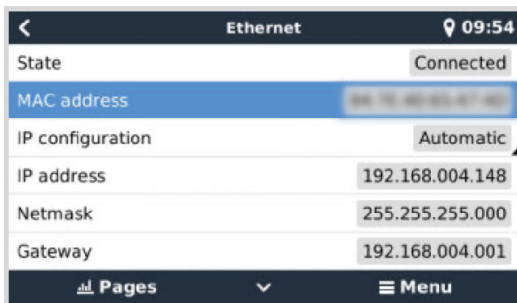 Ethernet 09:54
State Connected
MAC address
IP configuration Automatic
IP address 192.168.004.148
Netmask 255.255.255.000
Gateway 192.168.004.001
Pages Menu